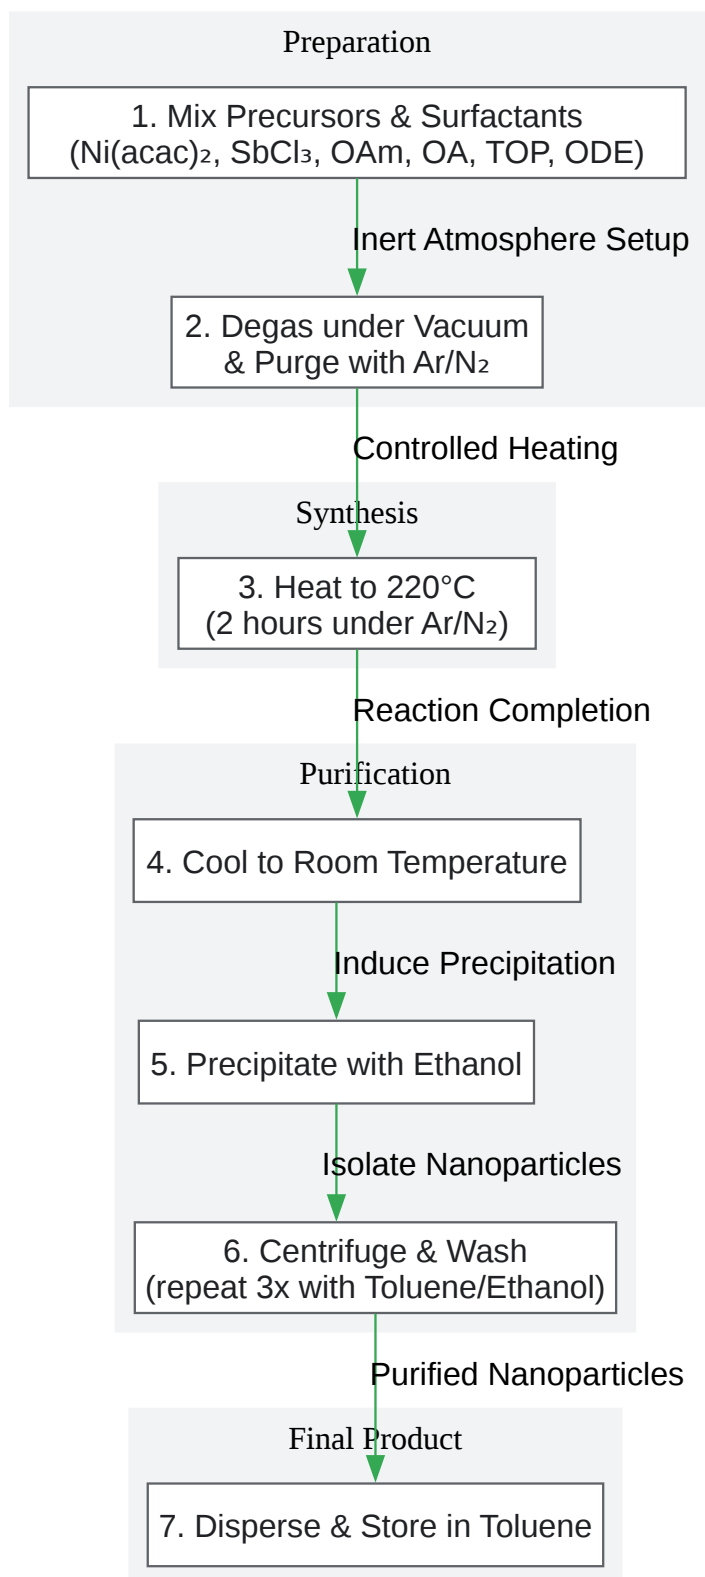 Preparation
1. Mix Precursors & Surfactants
(Ni(acac)₂, SbCl₃, OAm, OA, TOP, ODE)
Inert Atmosphere Setup
2. Degas under Vacuum
& Purge with Ar/N₂
Controlled Heating
Synthesis
3. Heat to 220°C
(2 hours under Ar/N₂)
Reaction Completion
Purification
4. Cool to Room Temperature
Induce Precipitation
5. Precipitate with Ethanol
Isolate Nanoparticles
6. Centrifuge & Wash
(repeat 3x with Toluene/Ethanol)
Purified Nanoparticles
Final Product
7. Disperse & Store in Toluene